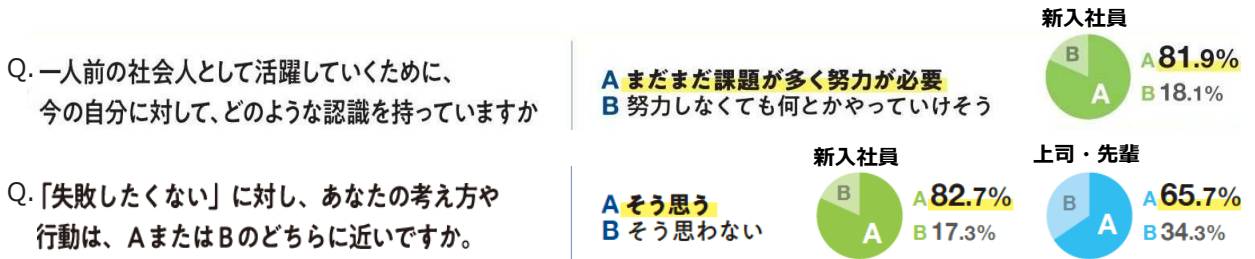 新入社員
Q. 一人前の社会人として活躍していくために、
今の自分に対して、どのような認識を持っていますか
A まだまだ課題が多く努力が必要
B 努力しなくても何とかやっていけそう
B
A
A 81.9%
B 18.1%
新入社員
上司・先輩
Q. 「失敗したくない」に対し、あなたの考え方や
行動は、AまたはBのどちらに近いですか。
A そう思う
B そう思わない
B
A
A 82.7%
B 17.3%
B
A
A 65.7%
B 34.3%